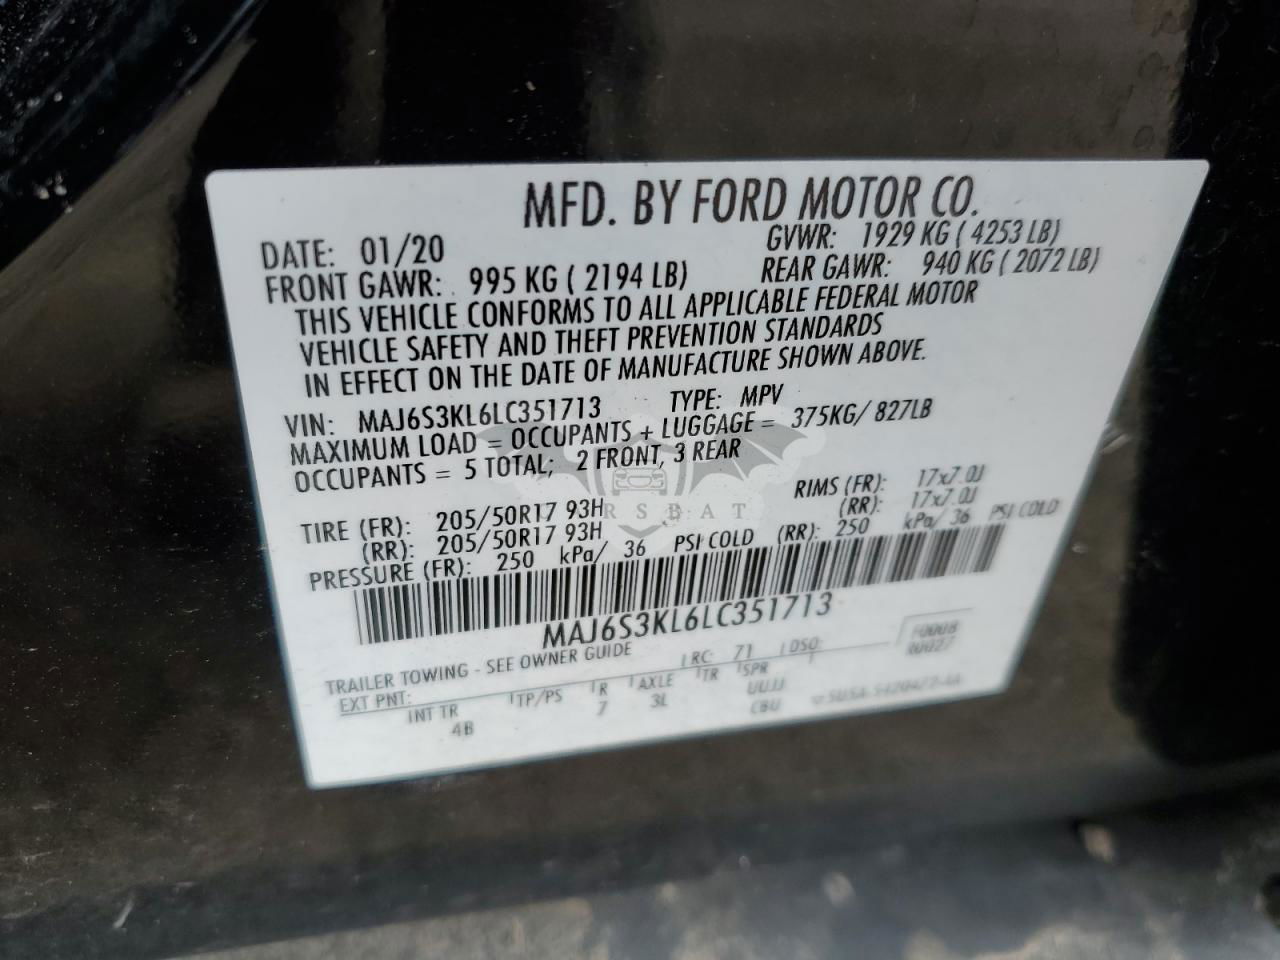 MFD. BY FORD MOTOR CO.
DATE: 01/20 GVWR: 1929 KG ( 4253 LB)
FRONT GAWR: 995 KG ( 2194 LB) REAR GAWR: 940 KG ( 2072 LB)
THIS VEHICLE CONFORMS TO ALL APPLICABLE FEDERAL MOTOR
VEHICLE SAFETY AND THEFT PREVENTION STANDARDS
IN EFFECT ON THE DATE OF MANUFACTURE SHOWN ABOVE.
VIN: MAJ6S3KL6LC351713 TYPE: MPV
MAXIMUM LOAD = OCCUPANTS + LUGGAGE = 375KG/ 827LB
OCCUPANTS = 5 TOTAL; 2 FRONT, 3 REAR
TIRE (FR): 205/50R17 93H RIMS (FR): 17x7.0J
(RR): 205/50R17 93H (RR): 17x7.0J
PRESSURE (FR): 250 kPa/ 36 PSI COLD (RR): 250 kPa/ 36 PSI COLD
MAJ6S3KL6LC351713
TRAILER TOWING - SEE OWNER GUIDE
EXT PNT: RC: 71 DSO: F0008
R0027
INT TR TP/PS R AXLE TR SPR
4B 7 3L UUJJ
CBU
RSBAT